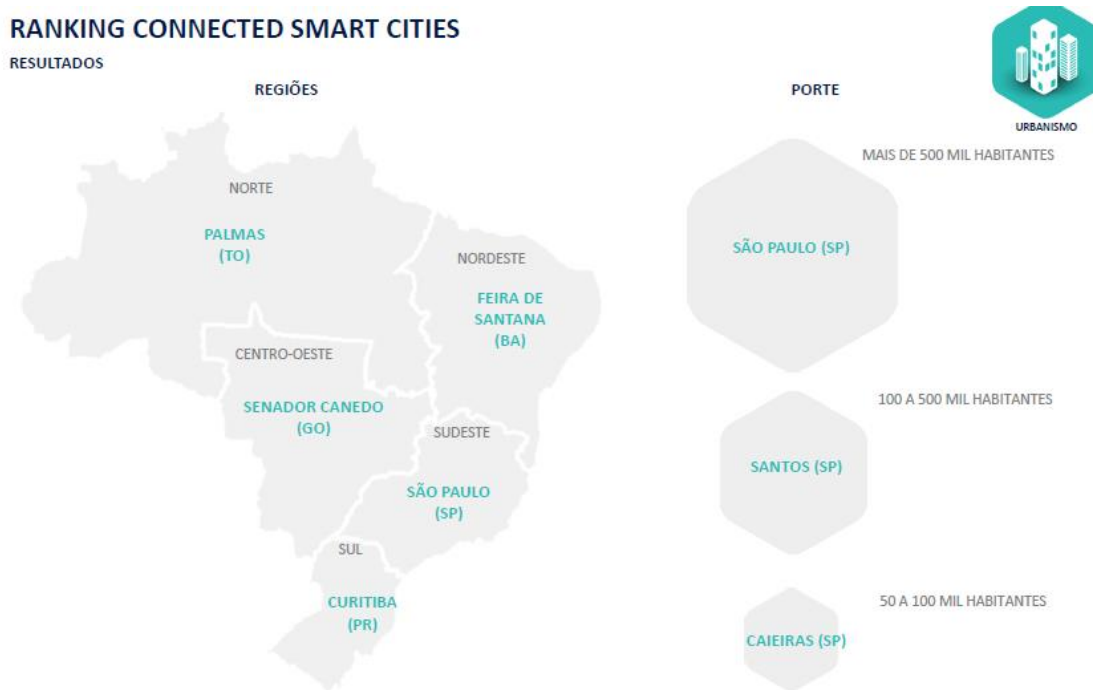 RANKING CONNECTED SMART CITIES
RESULTADOS
REGIÕES
NORTE
PALMAS
(TO)
NORDESTE
FEIRA DE
SANTANA
(BA)
CENTRO-OESTE
SENADOR CANEDO
(GO)
SUDESTE
SÃO PAULO
(SP)
SUL
CURITIBA
(PR)
PORTE
URBANISMO
MAIS DE 500 MIL HABITANTES
SÃO PAULO (SP)
100 A 500 MIL HABITANTES
SANTOS (SP)
50 A 100 MIL HABITANTES
CAIEIRAS (SP)